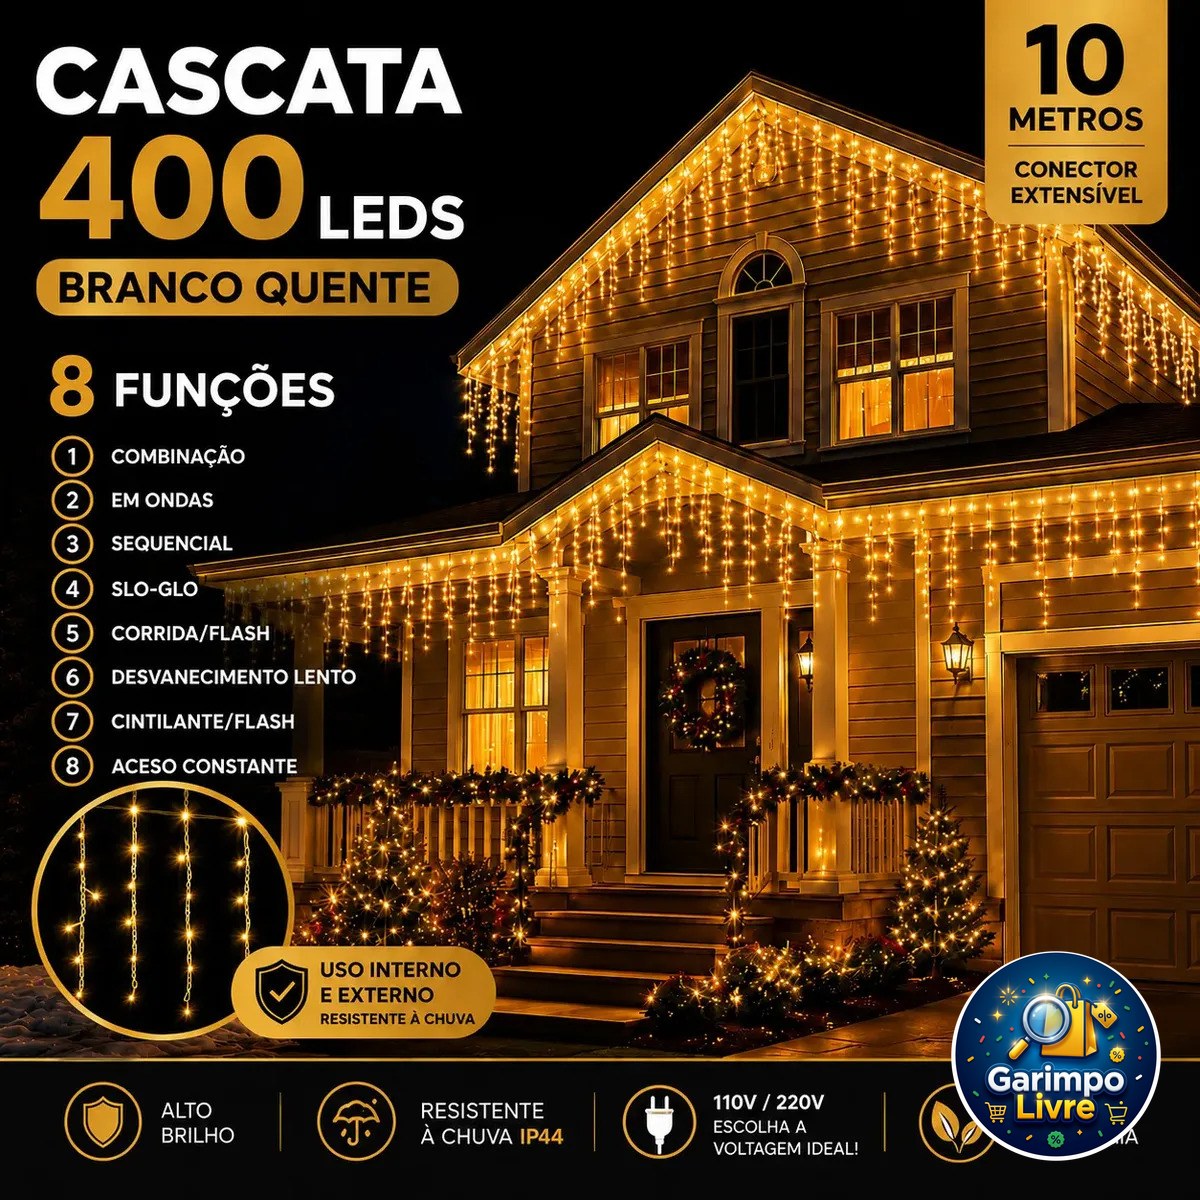 CASCATA
400 LEDS
BRANCO QUENTE
10
METROS
CONECTOR
EXTENSÍVEL
8 FUNÇÕES
1 COMBINAÇÃO
2 EM ONDAS
3 SEQUENCIAL
4 SLO-GLO
5 CORRIDA/FLASH
6 DESVANECIMENTO LENTO
7 CINTILANTE/FLASH
8 ACESO CONSTANTE
USO INTERNO
E EXTERNO
RESISTENTE À CHUVA
ALTO
BRILHO
RESISTENTE
À CHUVA IP44
110V / 220V
ESCOLHA A
VOLTAGEM IDEAL!
%
%
Garimpo
Livre
%